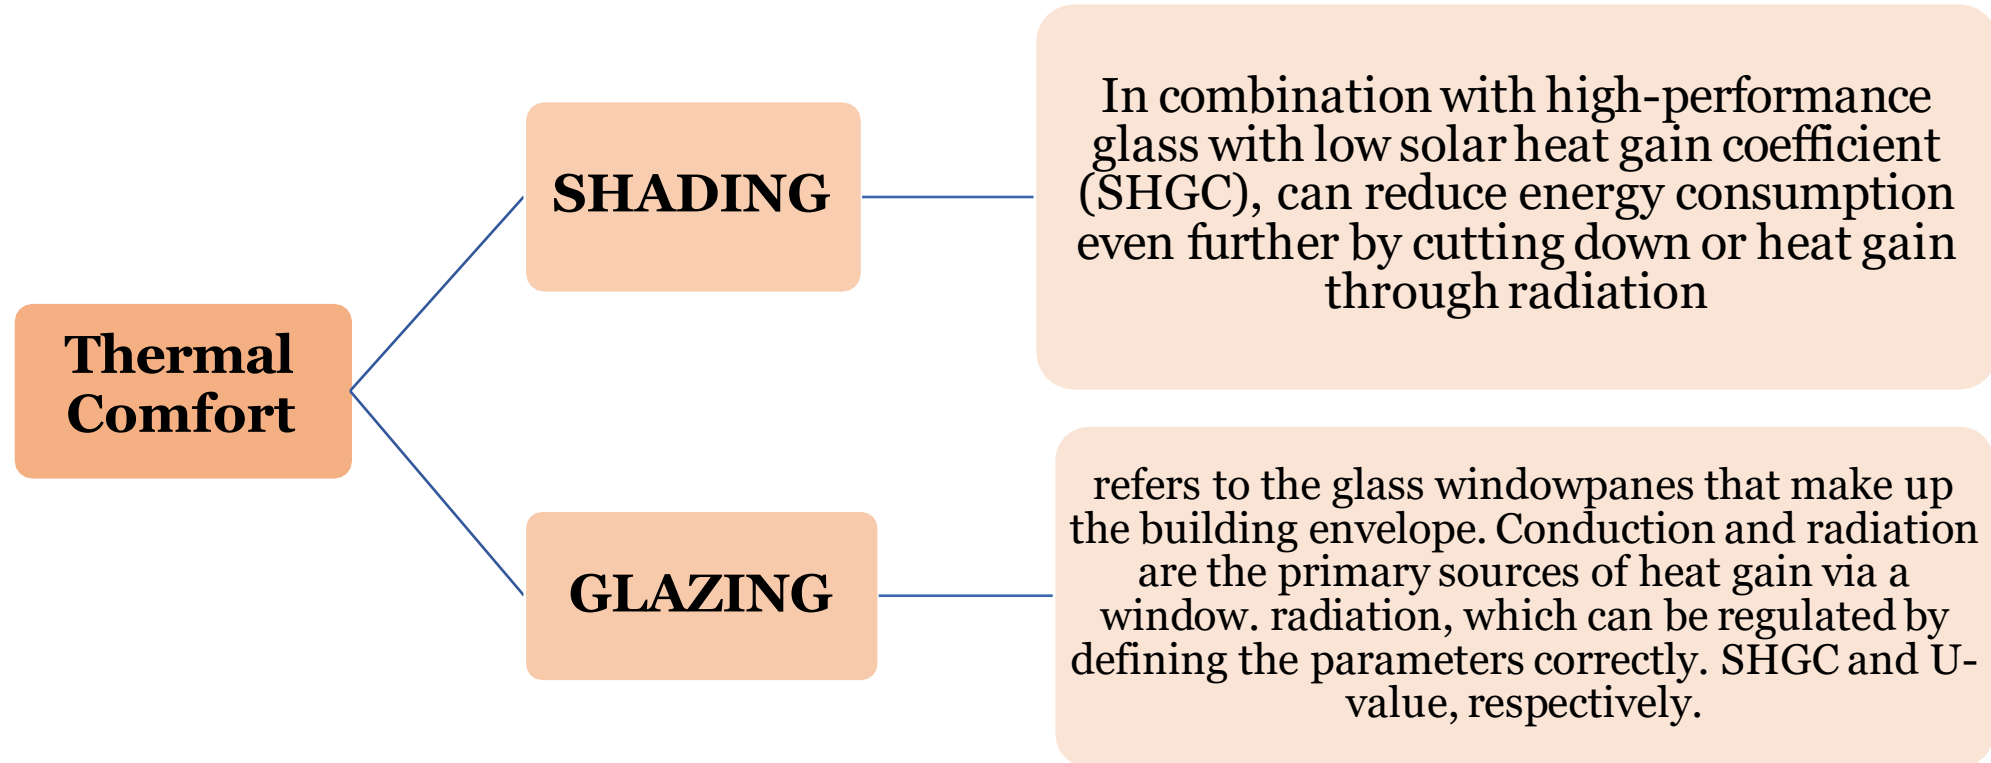 Thermal
Comfort
SHADING
In combination with high-performance
glass with low solar heat gain coefficient
(SHGC), can reduce energy consumption
even further by cutting down or heat gain
through radiation
GLAZING
refers to the glass windowpanes that make up
the building envelope. Conduction and radiation
are the primary sources of heat gain via a
window. radiation, which can be regulated by
defining the parameters correctly. SHGC and U-
value, respectively.